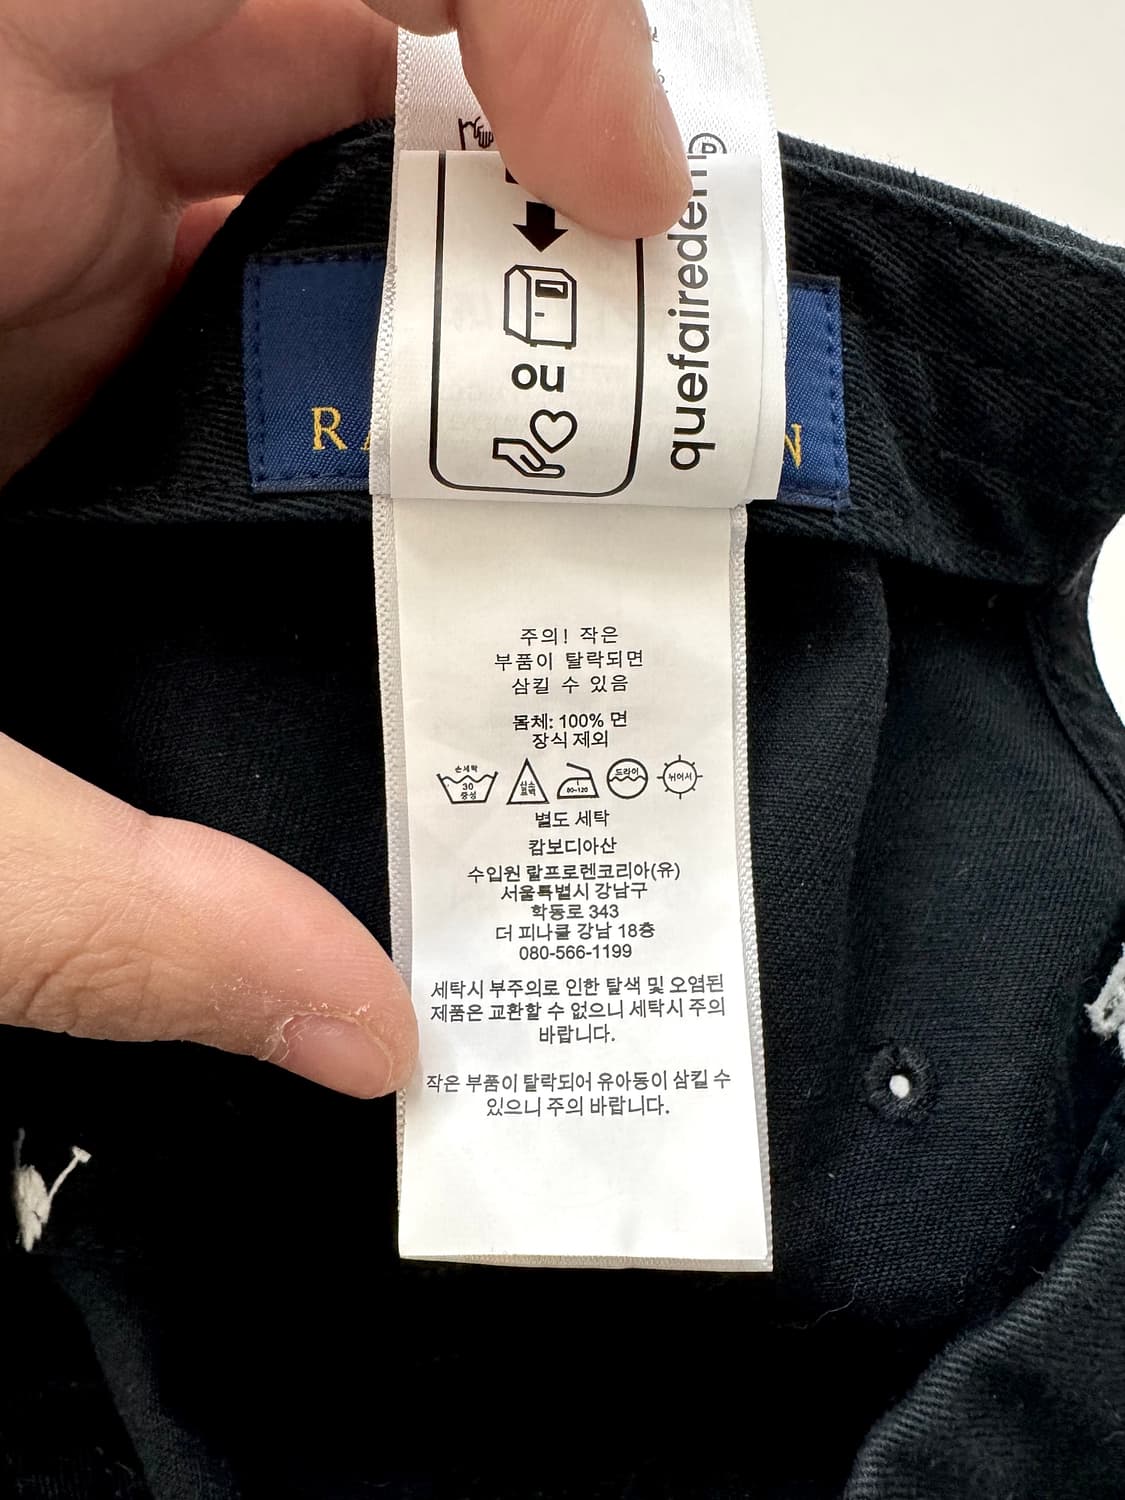 ou
quefairedem
R
N
주의! 작은
부품이 탈락되면
삼킬 수 있음
몸체: 100% 면
장식 제외
손세탁 30 중성
80-120
드라이
뉘어서
별도 세탁
캄보디아산
수입원 랄프로렌코리아(유)
서울특별시 강남구
학동로 343
더 피나클 강남 18층
080-566-1199
세탁시 부주의로 인한 탈색 및 오염된
제품은 교환할 수 없으니 세탁시 주의
바랍니다.
작은 부품이 탈락되어 유아동이 삼킬 수
있으니 주의 바랍니다.